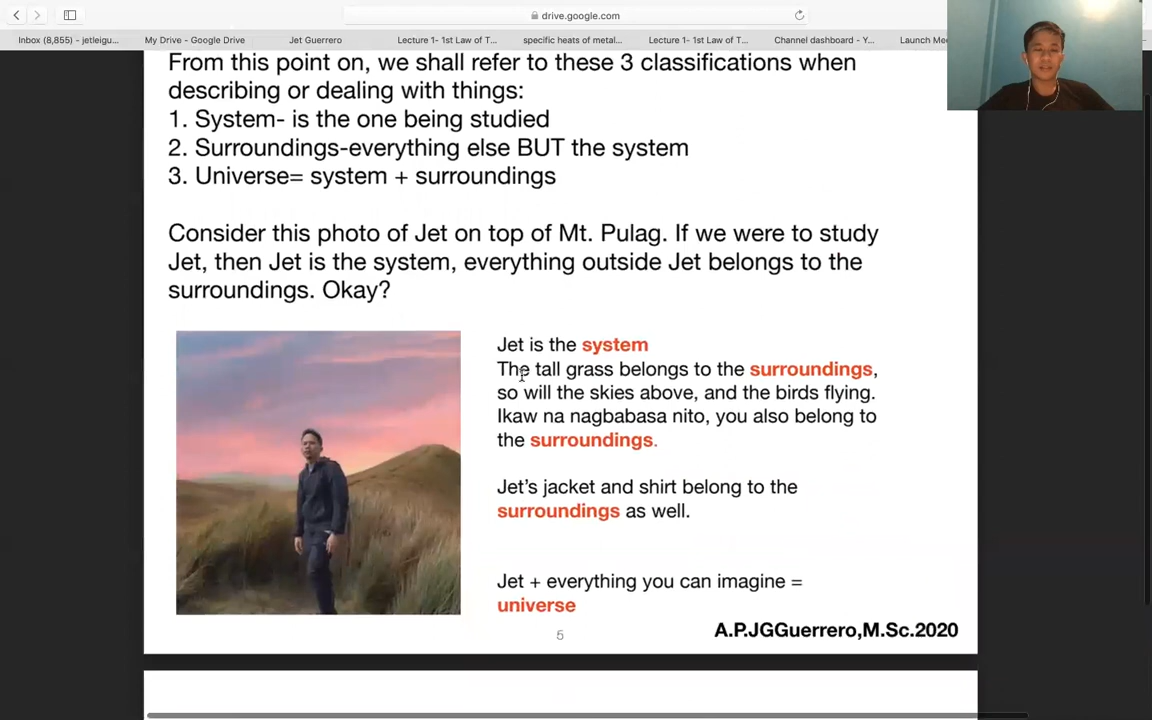 drive.google.com
Inbox (8,855) - jetleigu...
My Drive - Google Drive
Jet Guerrero
Lecture 1- 1st Law of T...
specific heats of metal...
Lecture 1- 1st Law of T...
Channel dashboard - Y...
Launch Mee
From this point on, we shall refer to these 3 classifications when
describing or dealing with things:
1. System- is the one being studied
2. Surroundings-everything else BUT the system
3. Universe= system + surroundings
Consider this photo of Jet on top of Mt. Pulag. If we were to study
Jet, then Jet is the system, everything outside Jet belongs to the
surroundings. Okay?
Jet is the system
The tall grass belongs to the surroundings,
so will the skies above, and the birds flying.
Ikaw na nagbabasa nito, you also belong to
the surroundings.
Jet’s jacket and shirt belong to the
surroundings as well.
Jet + everything you can imagine =
universe
5
A.P.JGGuerrero,M.Sc.2020